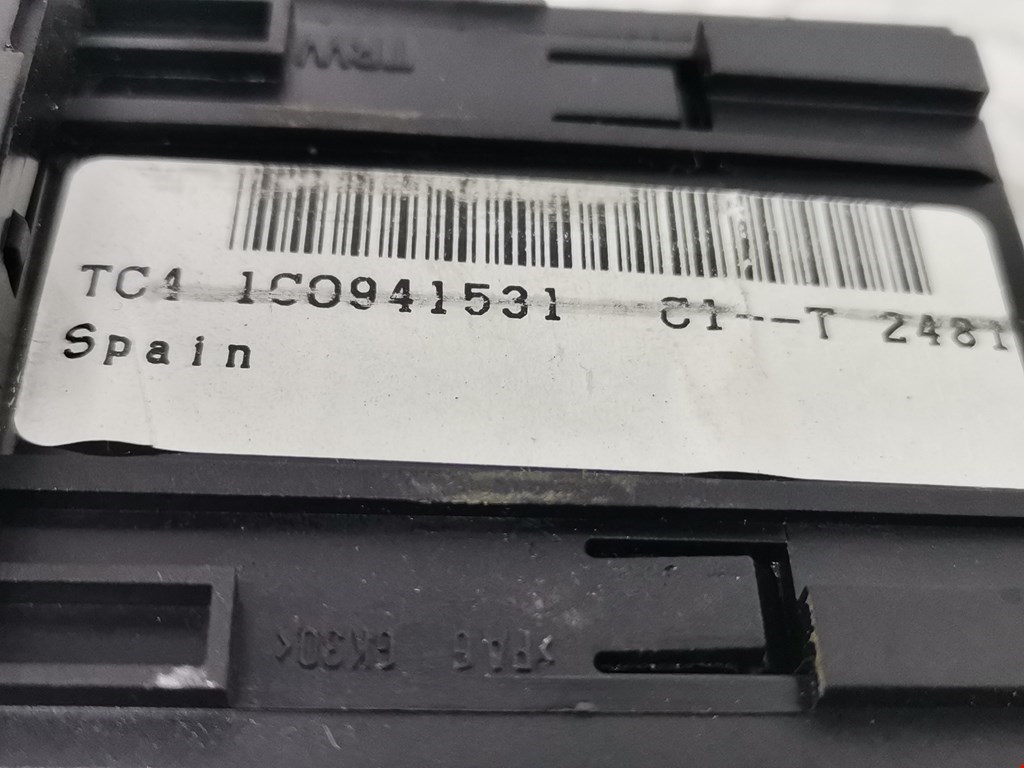 TRW
TC1 1C0941531 C1--T 2481
Spain
>PA6 GK30<